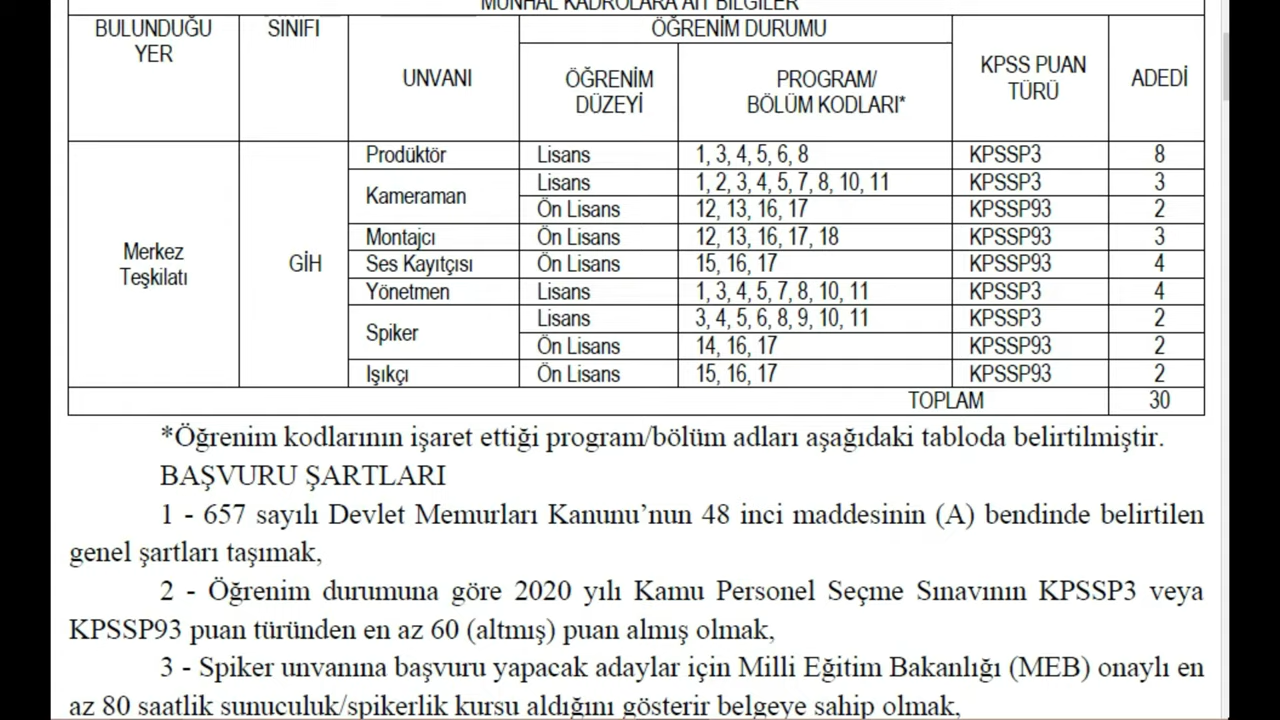 MÜNHAL KADROLARA AİT BİLGİLER
BULUNDUĞU YER SINIFI UNVANI ÖĞRENİM DURUMU KPSS PUAN TÜRÜ ADEDİ
ÖĞRENİM DÜZEYİ PROGRAM/ BÖLÜM KODLARI*
Merkez Teşkilatı GİH
Prodüktör Lisans 1, 3, 4, 5, 6, 8 KPSSP3 8
Kameraman Lisans 1, 2, 3, 4, 5, 7, 8, 10, 11 KPSSP3 3
Ön Lisans 12, 13, 16, 17 KPSSP93 2
Montajcı Ön Lisans 12, 13, 16, 17, 18 KPSSP93 3
Ses Kayıtçısı Ön Lisans 15, 16, 17 KPSSP93 4
Yönetmen Lisans 1, 3, 4, 5, 7, 8, 10, 11 KPSSP3 4
Spiker Lisans 3, 4, 5, 6, 8, 9, 10, 11 KPSSP3 2
Ön Lisans 14, 16, 17 KPSSP93 2
Işıkçı Ön Lisans 15, 16, 17 KPSSP93 2
TOPLAM 30
*Öğrenim kodlarının işaret ettiği program/bölüm adları aşağıdaki tabloda belirtilmiştir.
BAŞVURU ŞARTLARI
1 - 657 sayılı Devlet Memurları Kanunu’nun 48 inci maddesinin (A) bendinde belirtilen
genel şartları taşımak,
2 - Öğrenim durumuna göre 2020 yılı Kamu Personel Seçme Sınavının KPSSP3 veya
KPSSP93 puan türünden en az 60 (altmış) puan almış olmak,
3 - Spiker unvanına başvuru yapacak adaylar için Milli Eğitim Bakanlığı (MEB) onaylı en
az 80 saatlik sunuculuk/spikerlik kursu aldığını gösterir belgeye sahip olmak,